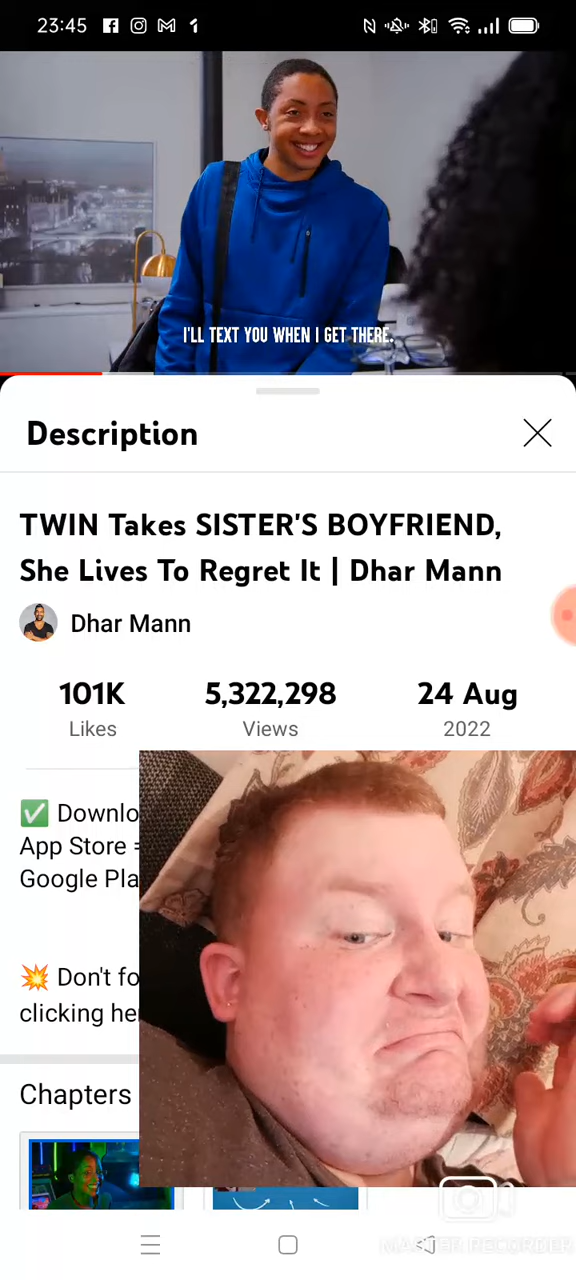 23:45
I'LL TEXT YOU WHEN I GET THERE.
Description
TWIN Takes SISTER'S BOYFRIEND,
She Lives To Regret It | Dhar Mann
Dhar Mann
101K 5,322,298 24 Aug
Likes Views 2022
✅ Downlo
App Store =
Google Pla
💥 Don't fo
clicking he
Chapters
MASTER RECORDER